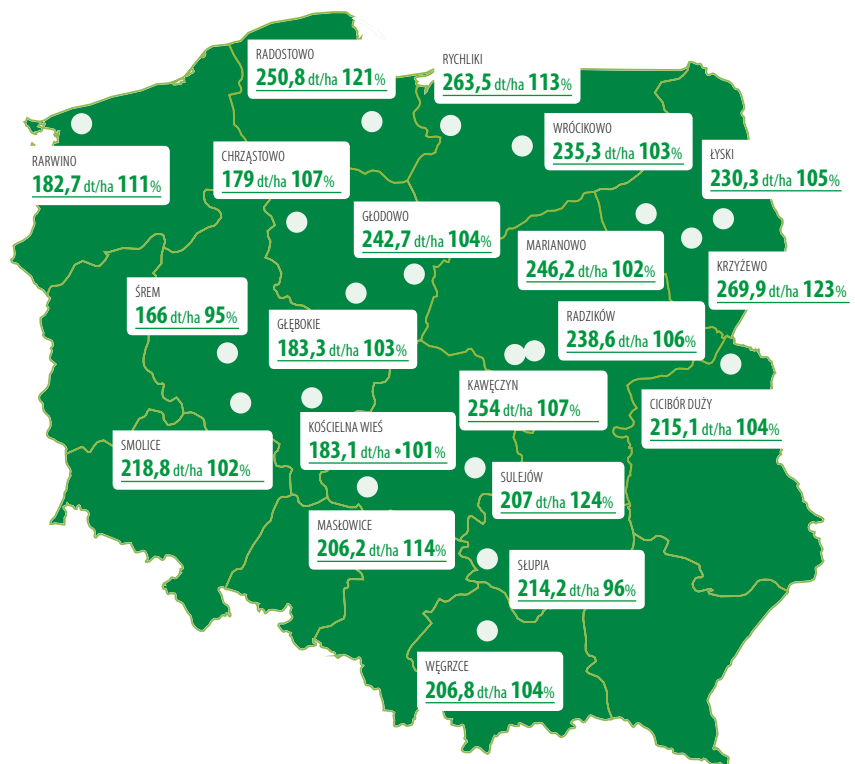 RADOSTOWO
250,8 dt/ha 121%
RYCHLIKI
263,5 dt/ha 113%
WRÓCIKOWO
235,3 dt/ha 103%
ŁYSKI
230,3 dt/ha 105%
RARWINO
182,7 dt/ha 111%
CHRZĄSTOWO
179 dt/ha 107%
GŁODOWO
242,7 dt/ha 104%
MARIANOWO
246,2 dt/ha 102%
KRZYŻEWO
269,9 dt/ha 123%
ŚREM
166 dt/ha 95%
GŁĘBOKIE
183,3 dt/ha 103%
RADZIKÓW
238,6 dt/ha 106%
KAWĘCZYN
254 dt/ha 107%
CICIBÓR DUŻY
215,1 dt/ha 104%
KOŚCIELNA WIEŚ
183,1 dt/ha •101%
SMOLICE
218,8 dt/ha 102%
SULEJÓW
207 dt/ha 124%
MASŁOWICE
206,2 dt/ha 114%
SŁUPIA
214,2 dt/ha 96%
WĘGRZCE
206,8 dt/ha 104%